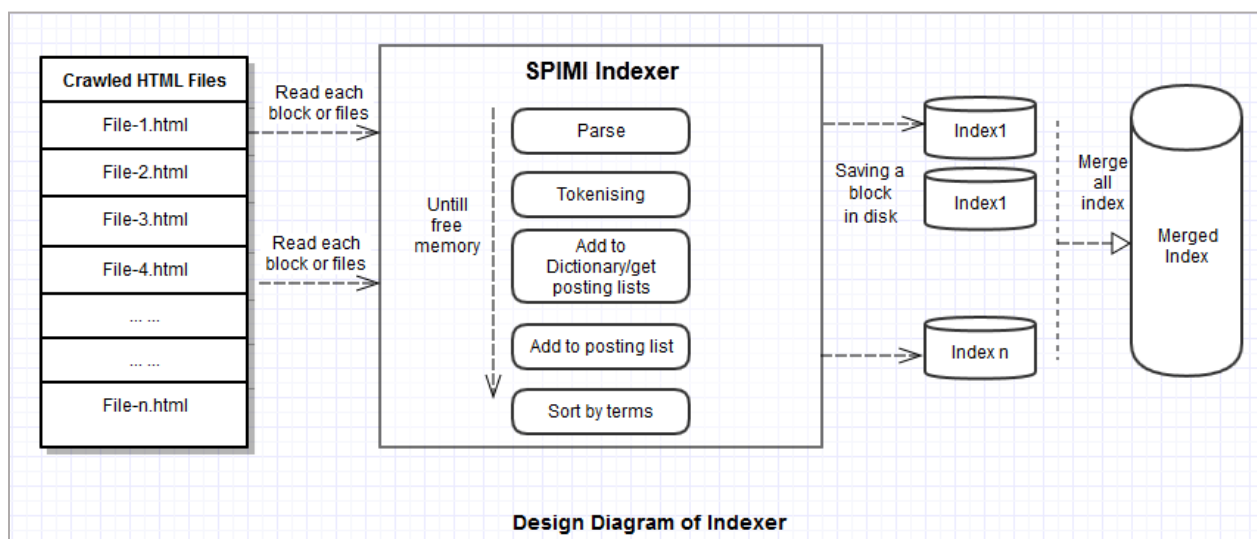 Crawled HTML Files
File-1.html
File-2.html
File-3.html
File-4.html
... ...
... ...
File-n.html
Read each
block or files
Read each
block or files
SPIMI Indexer
Untill
free
memory
Parse
Tokenising
Add to
Dictionary/get
posting lists
Add to posting list
Sort by terms
Saving a
block
in disk
Index1
Index1
Index n
Merge
all
index
Merged
Index
Design Diagram of Indexer